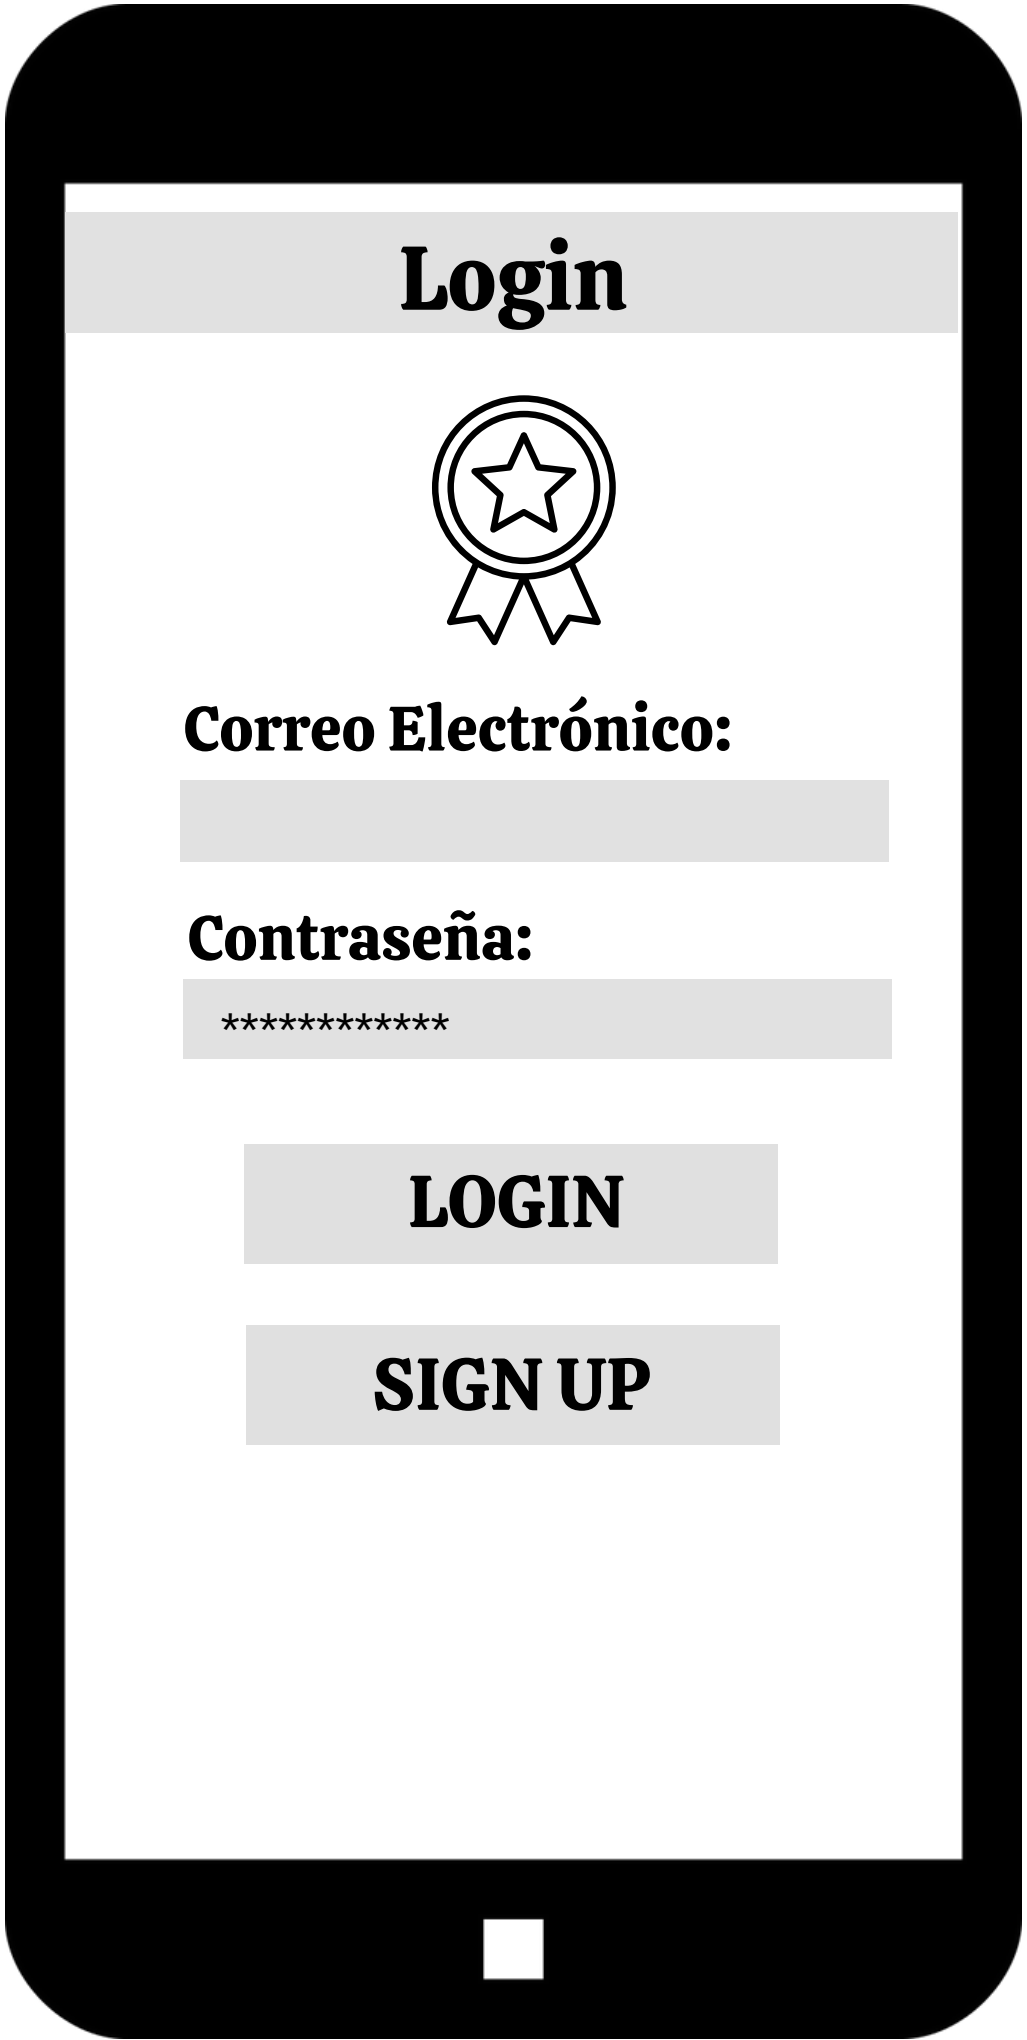 Login
Correo Electrónico:
Contraseña:
************
LOGIN
SIGN UP